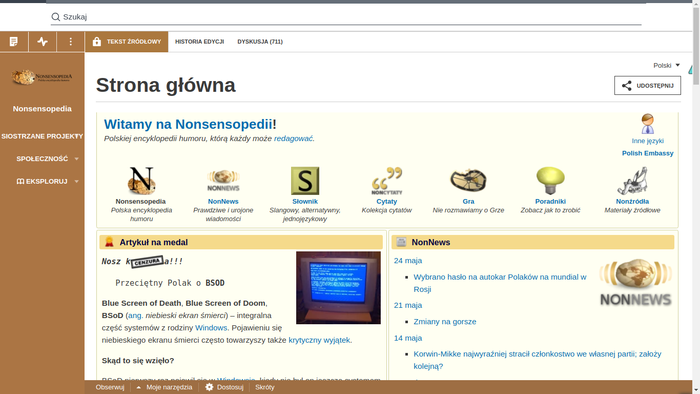 Szukaj
TEKST ŹRÓDŁOWY
HISTORIA EDYCJI
DYSKUSJA (711)
Polski
NONSENSOPEDIA
Nonsensopedia
SIOSTRZANE PROJEKTY
SPOŁECZNOŚĆ
EKSPLORUJ
Strona główna
UDOSTĘPNIJ
Witamy na Nonsensopedii!
Polskiej encyklopedii humoru, którą każdy może redagować.
Inne języki
Polish Embassy
N
NONNEWS
S
NONCYTATY
Nonsensopedia
Polska encyklopedia
humoru
NonNews
Prawdziwe i urojone
wiadomości
Słownik
Slangowy, alternatywny,
jednojęzykowy
Cytaty
Kolekcja cytatów
Gra
Nie rozmawiamo o Grze
Poradniki
Zobacz jak to zrobić
Nonźródła
Materiały źródłowe
Artykuł na medal
Nosz k CENZURA a!!!
Przeciętny Polak o BSOD
Blue Screen of Death, Blue Screen of Doom,
BSoD (ang. niebieski ekran śmierci) – integralna
część systemów z rodziny Windows. Pojawieniu się
niebieskiego ekranu śmierci często towarzyszy także krytyczny wyjątek.
Skąd to się wzięło?
NonNews
24 maja
Wybrano hasło na autokar Polaków na mundial w
Rosji
21 maja
Zmiany na gorsze
14 maja
Korwin-Mikke najwyraźniej stracił członkostwo we własnej partii; założy
kolejną?
NONNEWS
Obserwuj
Moje narzędzia
Dostosuj
Skróty